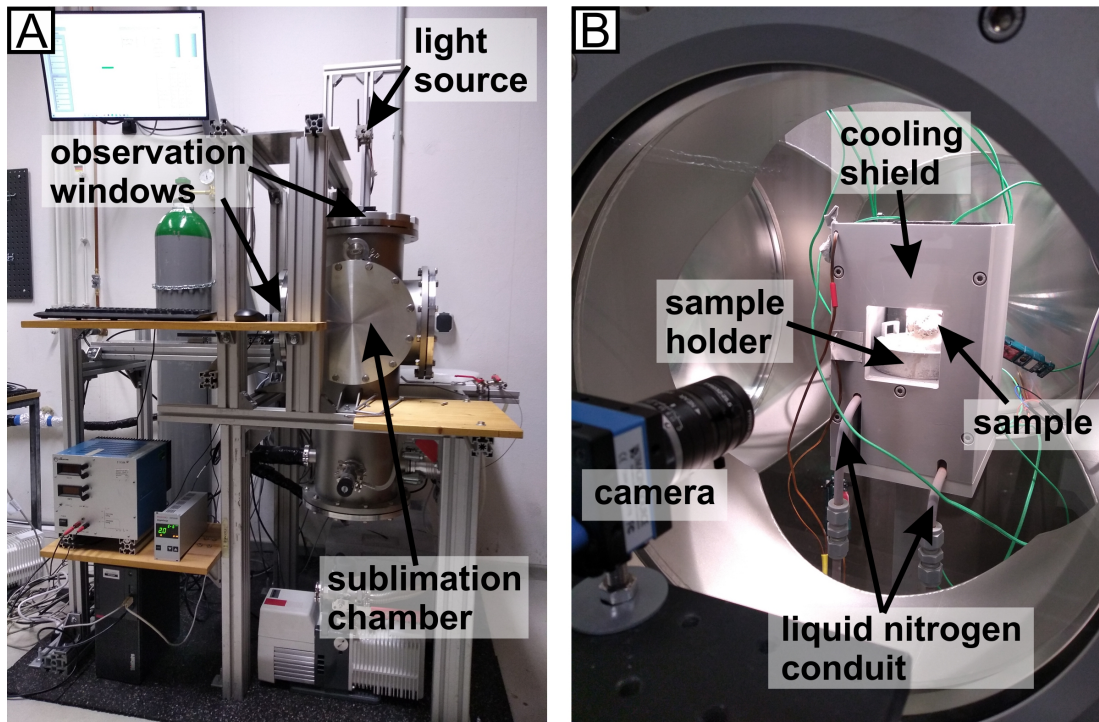 A
light
source
observation
windows
sublimation
chamber
B
cooling
shield
sample
holder
sample
camera
liquid nitrogen
conduit